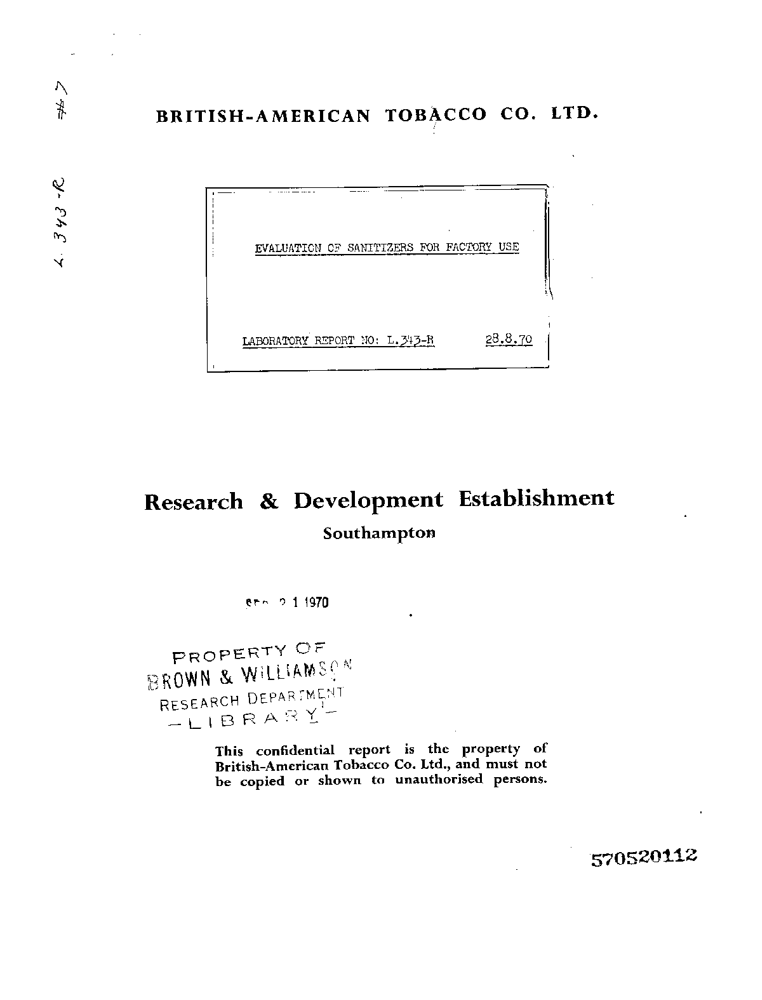 L. 343-R #7
BRITISH-AMERICAN TOBACCO CO. LTD.
EVALUATION OF SANITIZERS FOR FACTORY USE
LABORATORY REPORT NO: L.343-R 28.8.70
Research & Development Establishment
Southampton
1 1970
PROPERTY OF
BROWN & WILLIAMSON
RESEARCH DEPARTMENT
-LIBRARY-
This confidential report is the property of
British-American Tobacco Co. Ltd., and must not
be copied or shown to unauthorised persons.
570520112